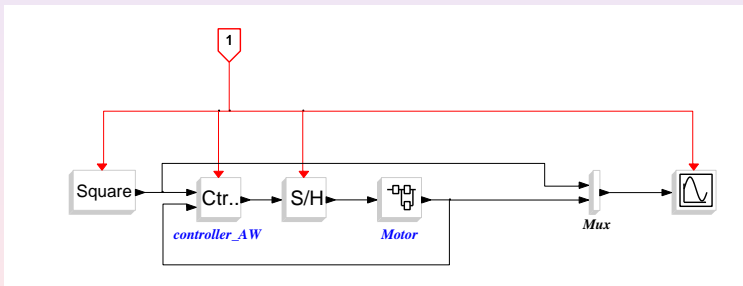 1
Square
Ctr..
S/H
controller_AW
Motor
Mux